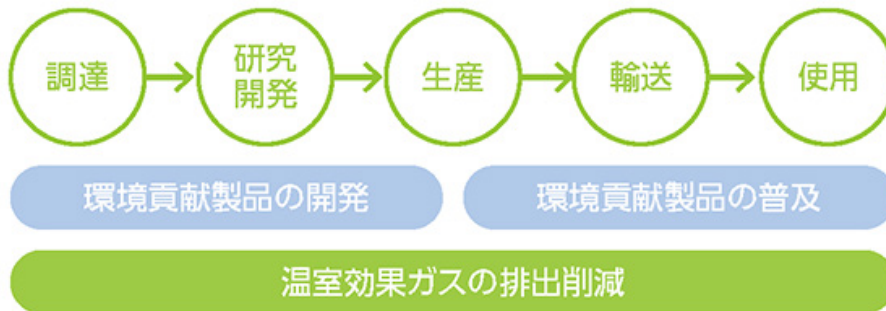 調達
研究
開発
生産
輸送
使用
環境貢献製品の開発
環境貢献製品の普及
温室効果ガスの排出削減